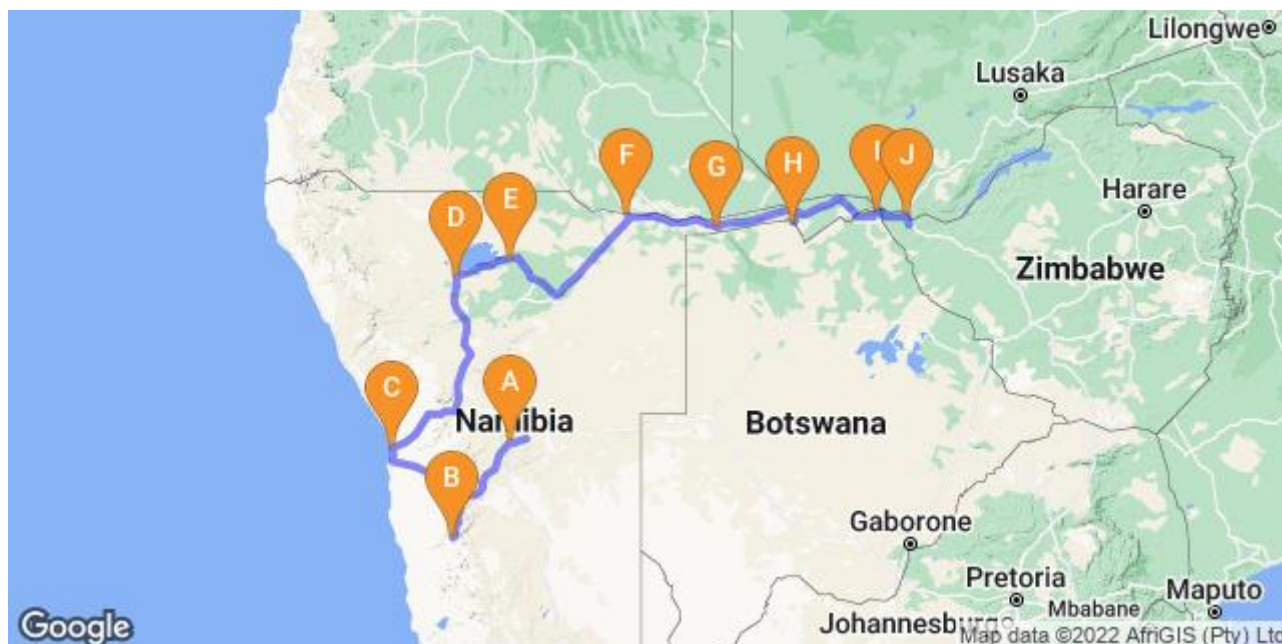 Lilongwe
Lusaka
F
I
J
H
G
Harare
E
D
Zimbabwe
A
C
Namibia
Botswana
B
Gaborone
Pretoria
Maputo
Mbabane
Johannesburg
Google
Map data ©2022 AfriGIS (Pty) Ltd